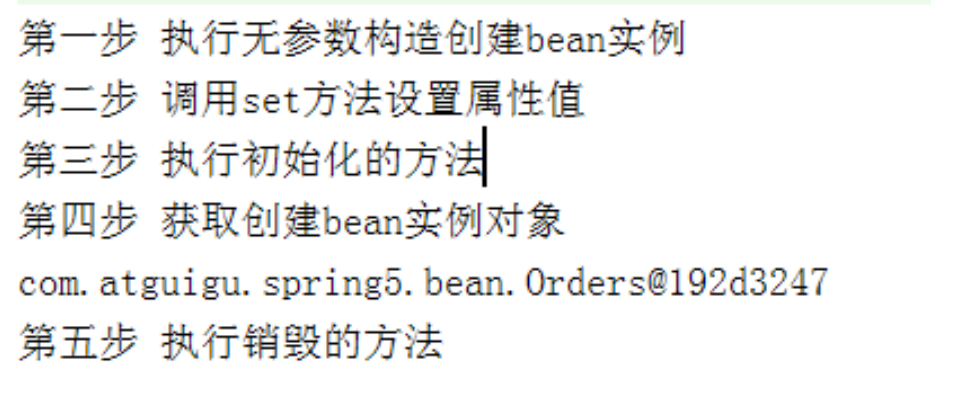 第一步 执行无参数构造创建bean实例
第二步 调用set方法设置属性值
第三步 执行初始化的方法
第四步 获取创建bean实例对象
com.atguigu.spring5.bean.Orders@192d3247
第五步 执行销毁的方法